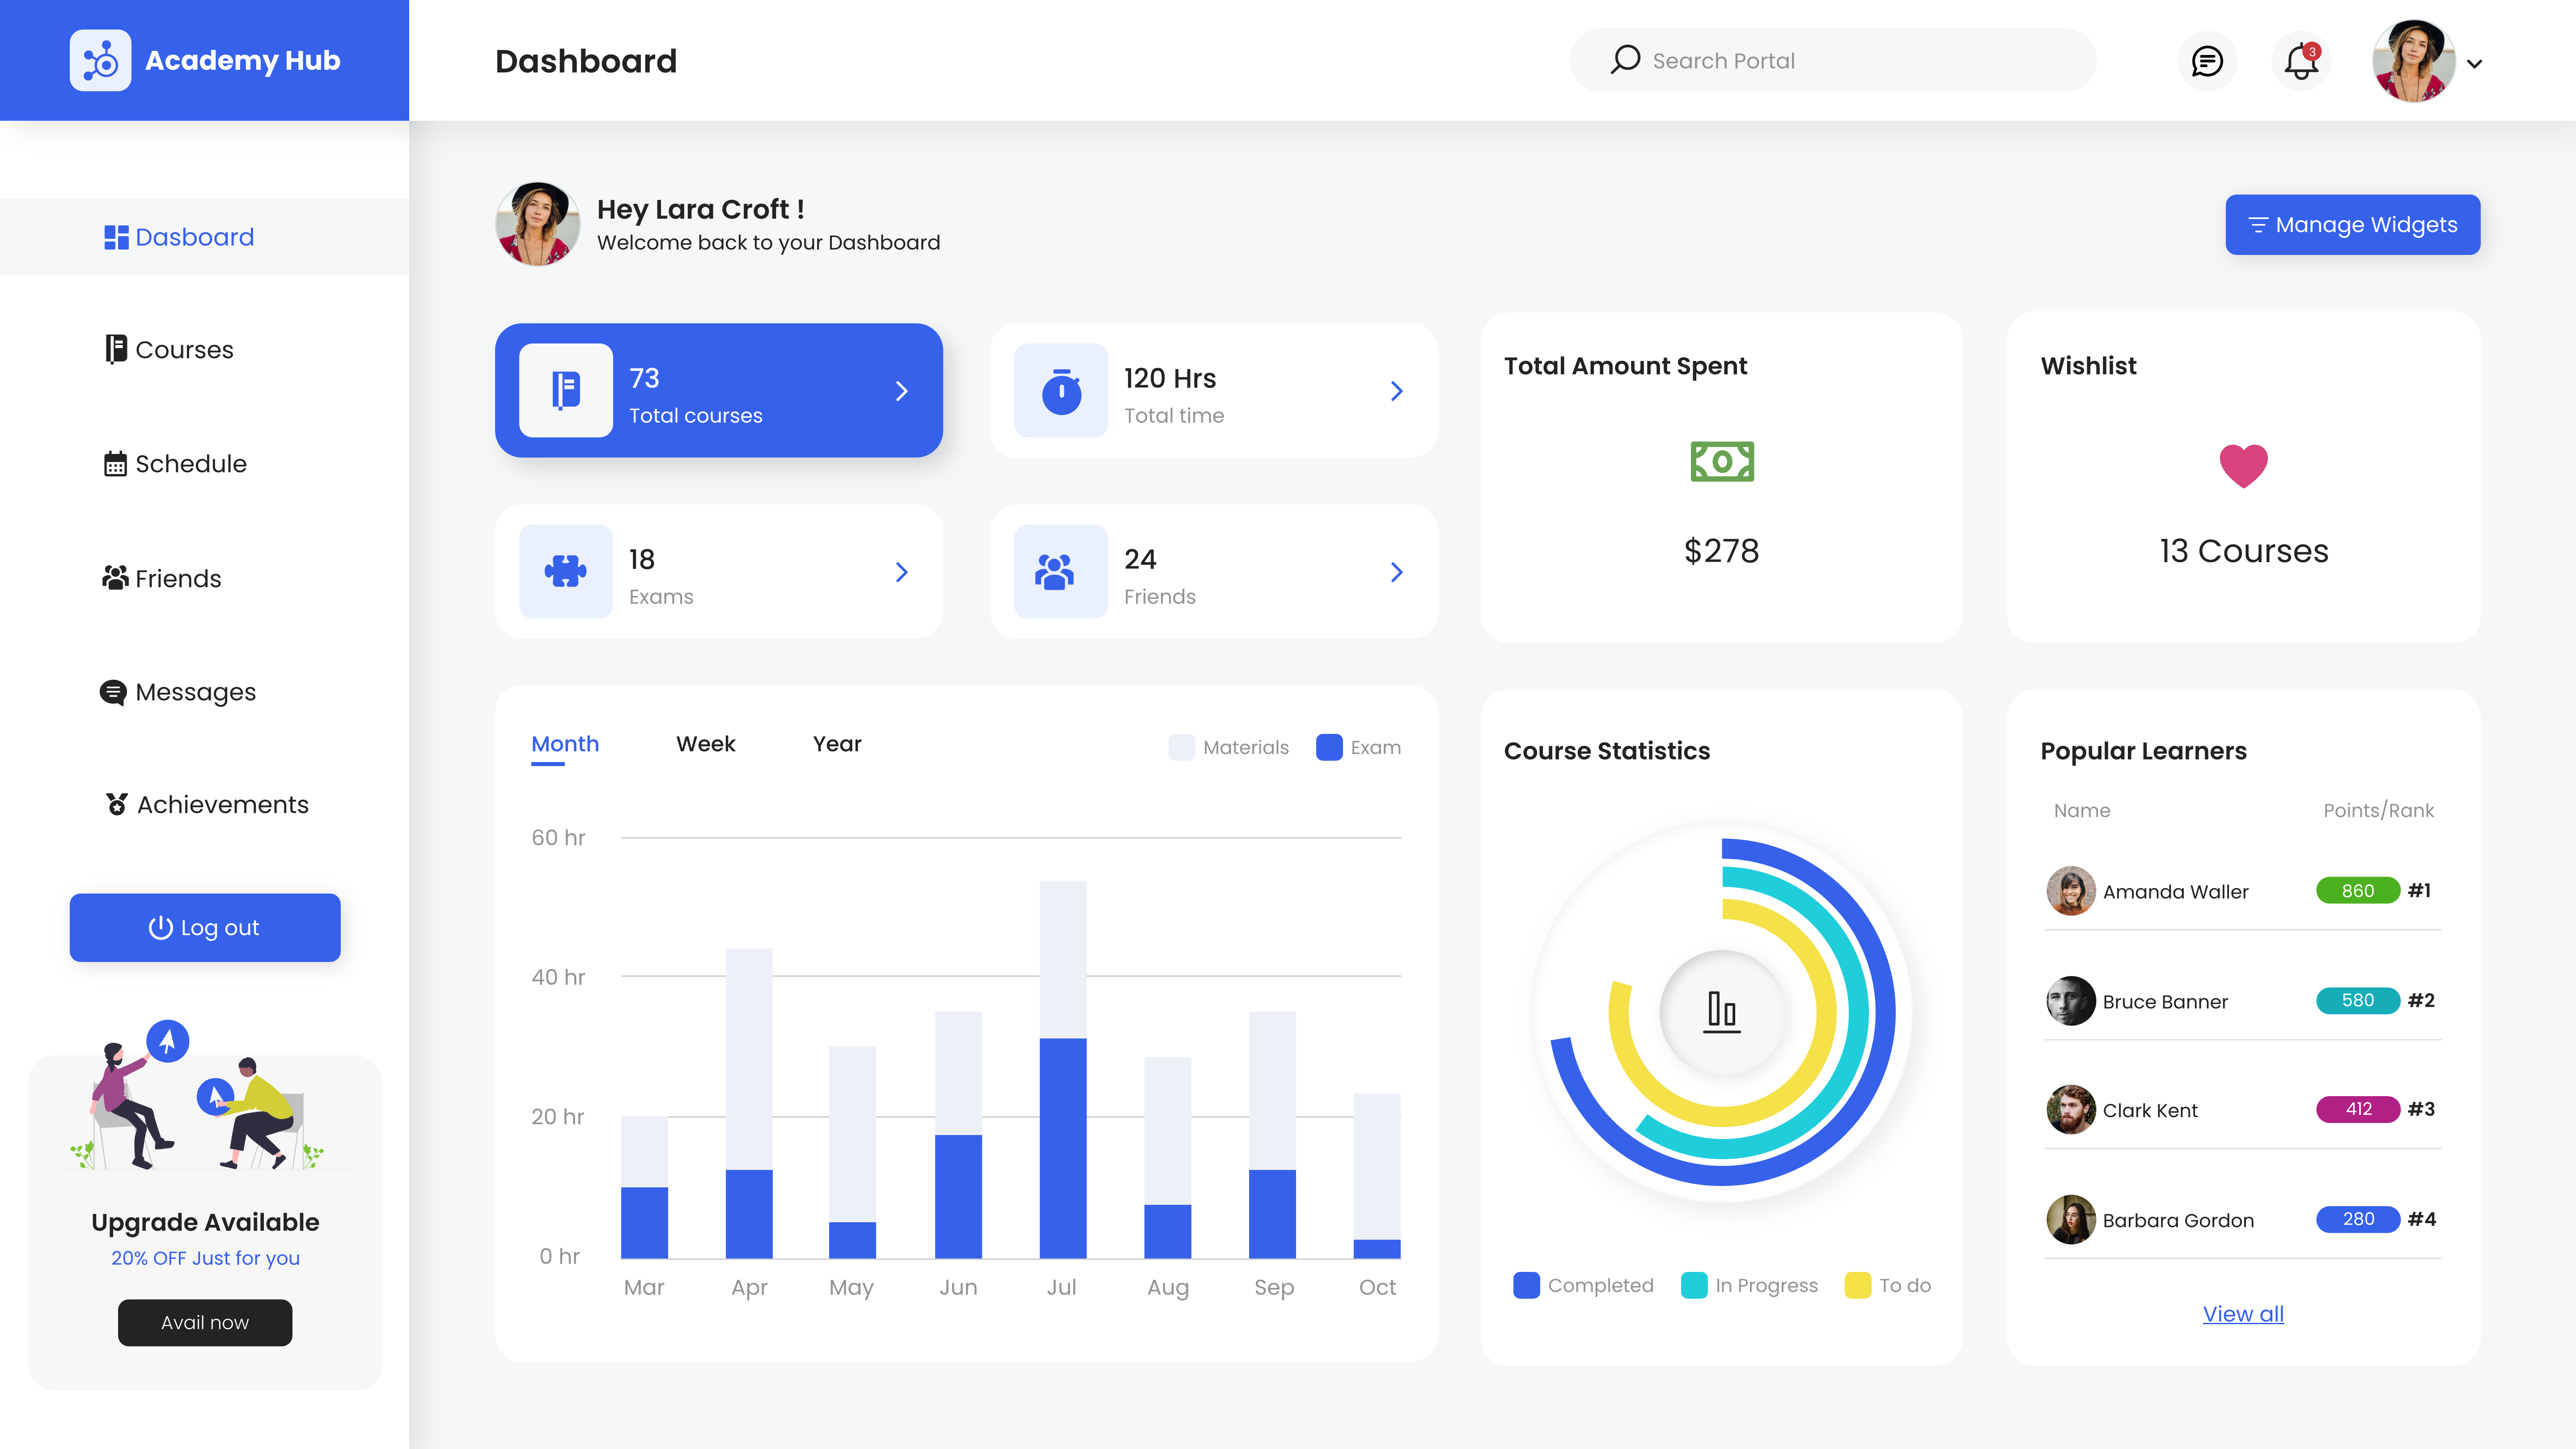 Academy Hub
Dashboard
Search Portal
3
Dasboard
Courses
Schedule
Friends
Messages
Achievements
Log out
Upgrade Available
20% OFF Just for you
Avail now
Hey Lara Croft !
Welcome back to your Dashboard
Manage Widgets
73
Total courses
120 Hrs
Total time
18
Exams
24
Friends
Total Amount Spent
$278
Wishlist
13 Courses
Month Week Year
Materials Exam
60 hr
40 hr
20 hr
0 hr
Mar Apr May Jun Jul Aug Sep Oct
Course Statistics
Completed In Progress To do
Popular Learners
Name Points/Rank
Amanda Waller 860 #1
Bruce Banner 580 #2
Clark Kent 412 #3
Barbara Gordon 280 #4
View all